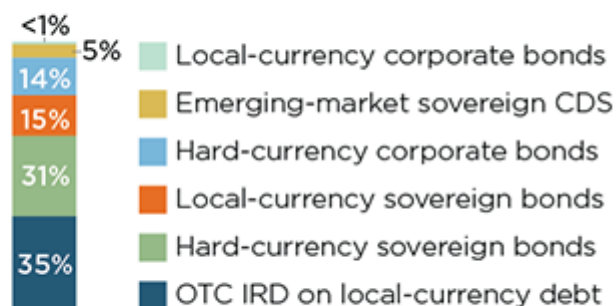 <1%
5%
14%
15%
31%
35%
Local-currency corporate bonds
Emerging-market sovereign CDS
Hard-currency corporate bonds
Local-currency sovereign bonds
Hard-currency sovereign bonds
OTC IRD on local-currency debt